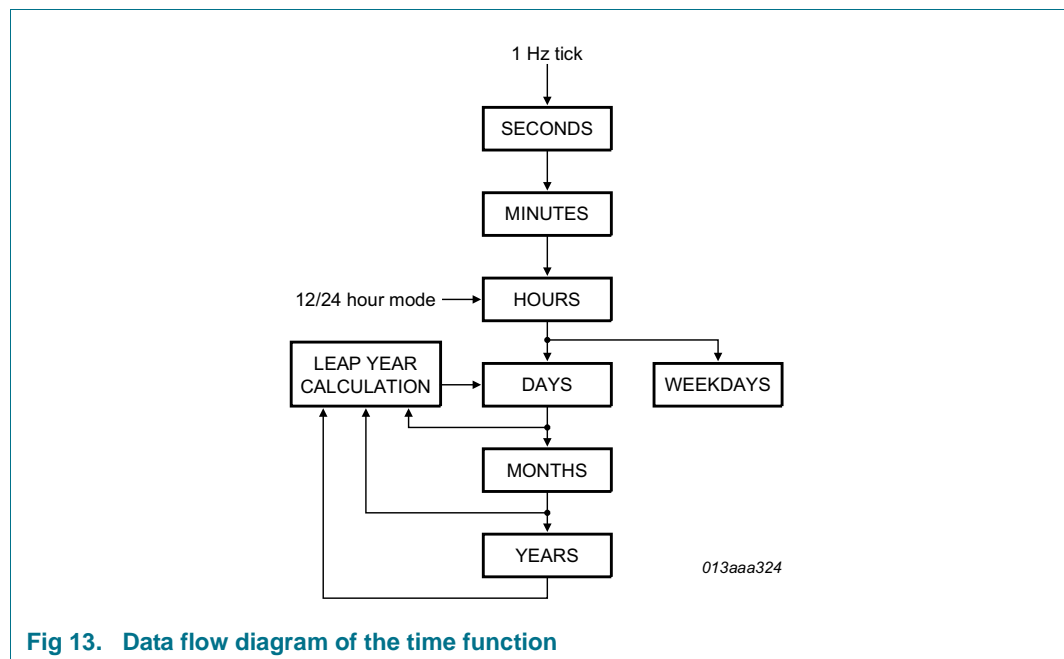 1 Hz tick
SECONDS
MINUTES
12/24 hour mode
HOURS
LEAP YEAR
CALCULATION
DAYS
WEEKDAYS
MONTHS
YEARS
013aaa324
Fig 13. Data flow diagram of the time function